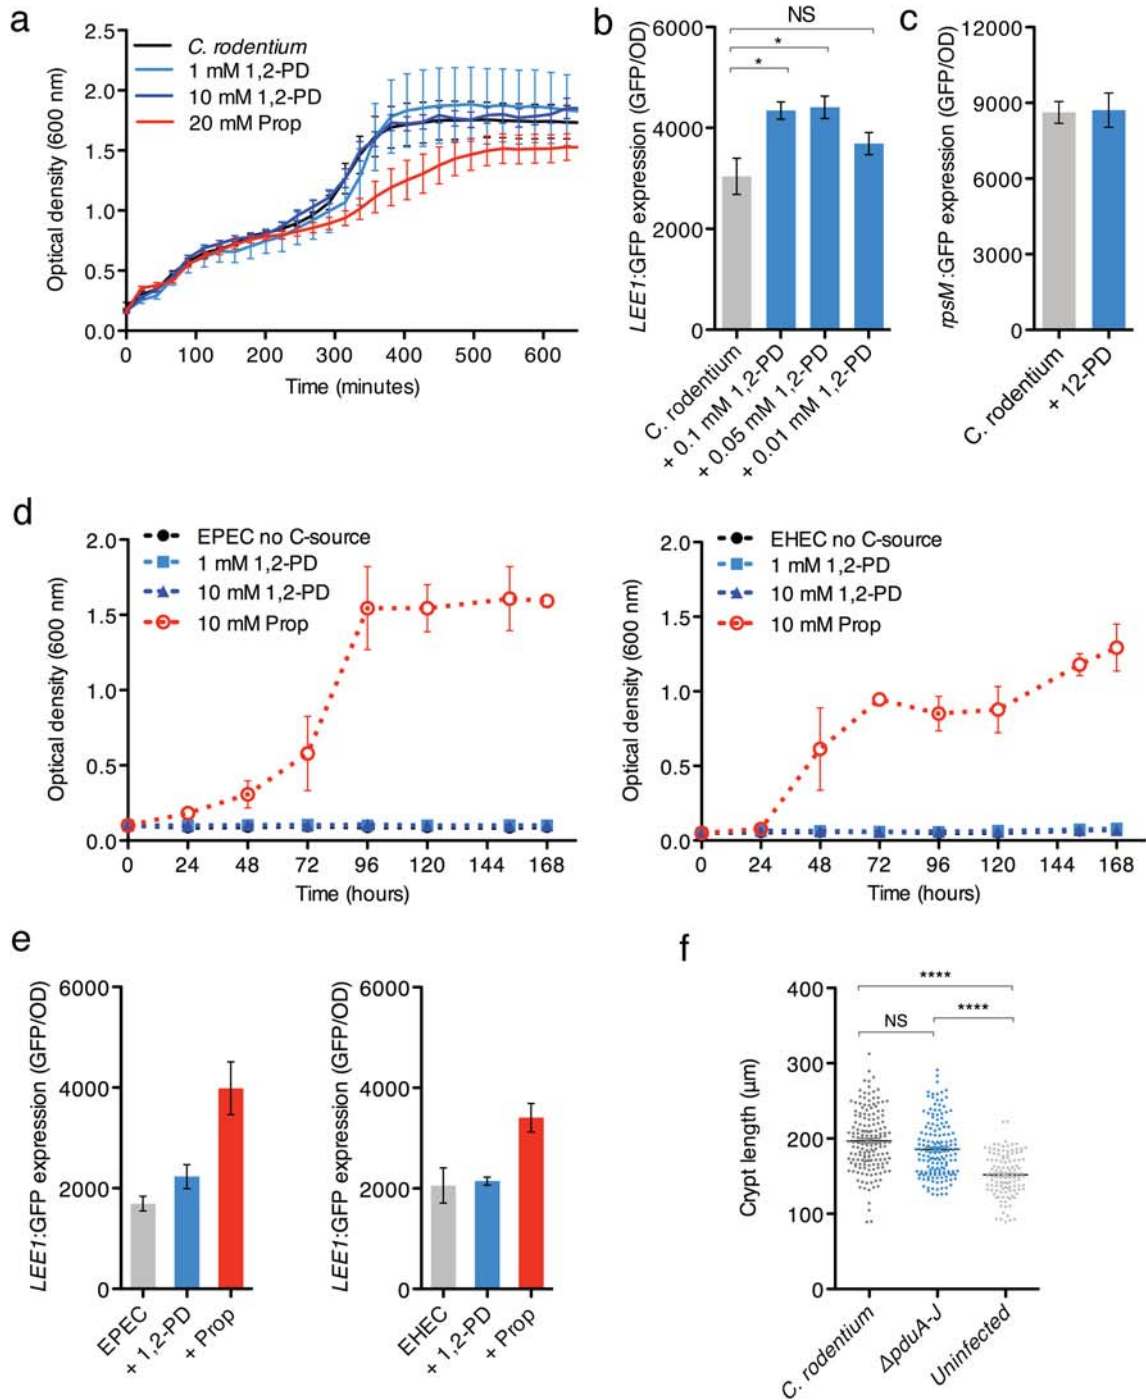 a
2.5
2.0
1.5
1.0
0.5
0.0
Optical density (600 nm)
C. rodentium
1 mM 1,2-PD
10 mM 1,2-PD
20 mM Prop
0 100 200 300 400 500 600
Time (minutes)
b
6000
4000
2000
0
LEE1:GFP expression (GFP/OD)
NS
*
*
C. rodentium
+ 0.1 mM 1,2-PD
+ 0.05 mM 1,2-PD
+ 0.01 mM 1,2-PD
c
12000
9000
6000
3000
0
rpsM:GFP expression (GFP/OD)
C. rodentium
+ 12-PD
d
2.0
1.5
1.0
0.5
0.0
Optical density (600 nm)
EPEC no C-source
1 mM 1,2-PD
10 mM 1,2-PD
10 mM Prop
0 24 48 72 96 120 144 168
Time (hours)
2.0
1.5
1.0
0.5
0.0
Optical density (600 nm)
EHEC no C-source
1 mM 1,2-PD
10 mM 1,2-PD
10 mM Prop
0 24 48 72 96 120 144 168
Time (hours)
e
6000
4000
2000
0
LEE1:GFP expression (GFP/OD)
EPEC
+ 1,2-PD
+ Prop
6000
4000
2000
0
LEE1:GFP expression (GFP/OD)
EHEC
+ 1,2-PD
+ Prop
f
400
300
200
100
0
Crypt length (μm)
****
NS
****
C. rodentium
ΔpduA-J
Uninfected